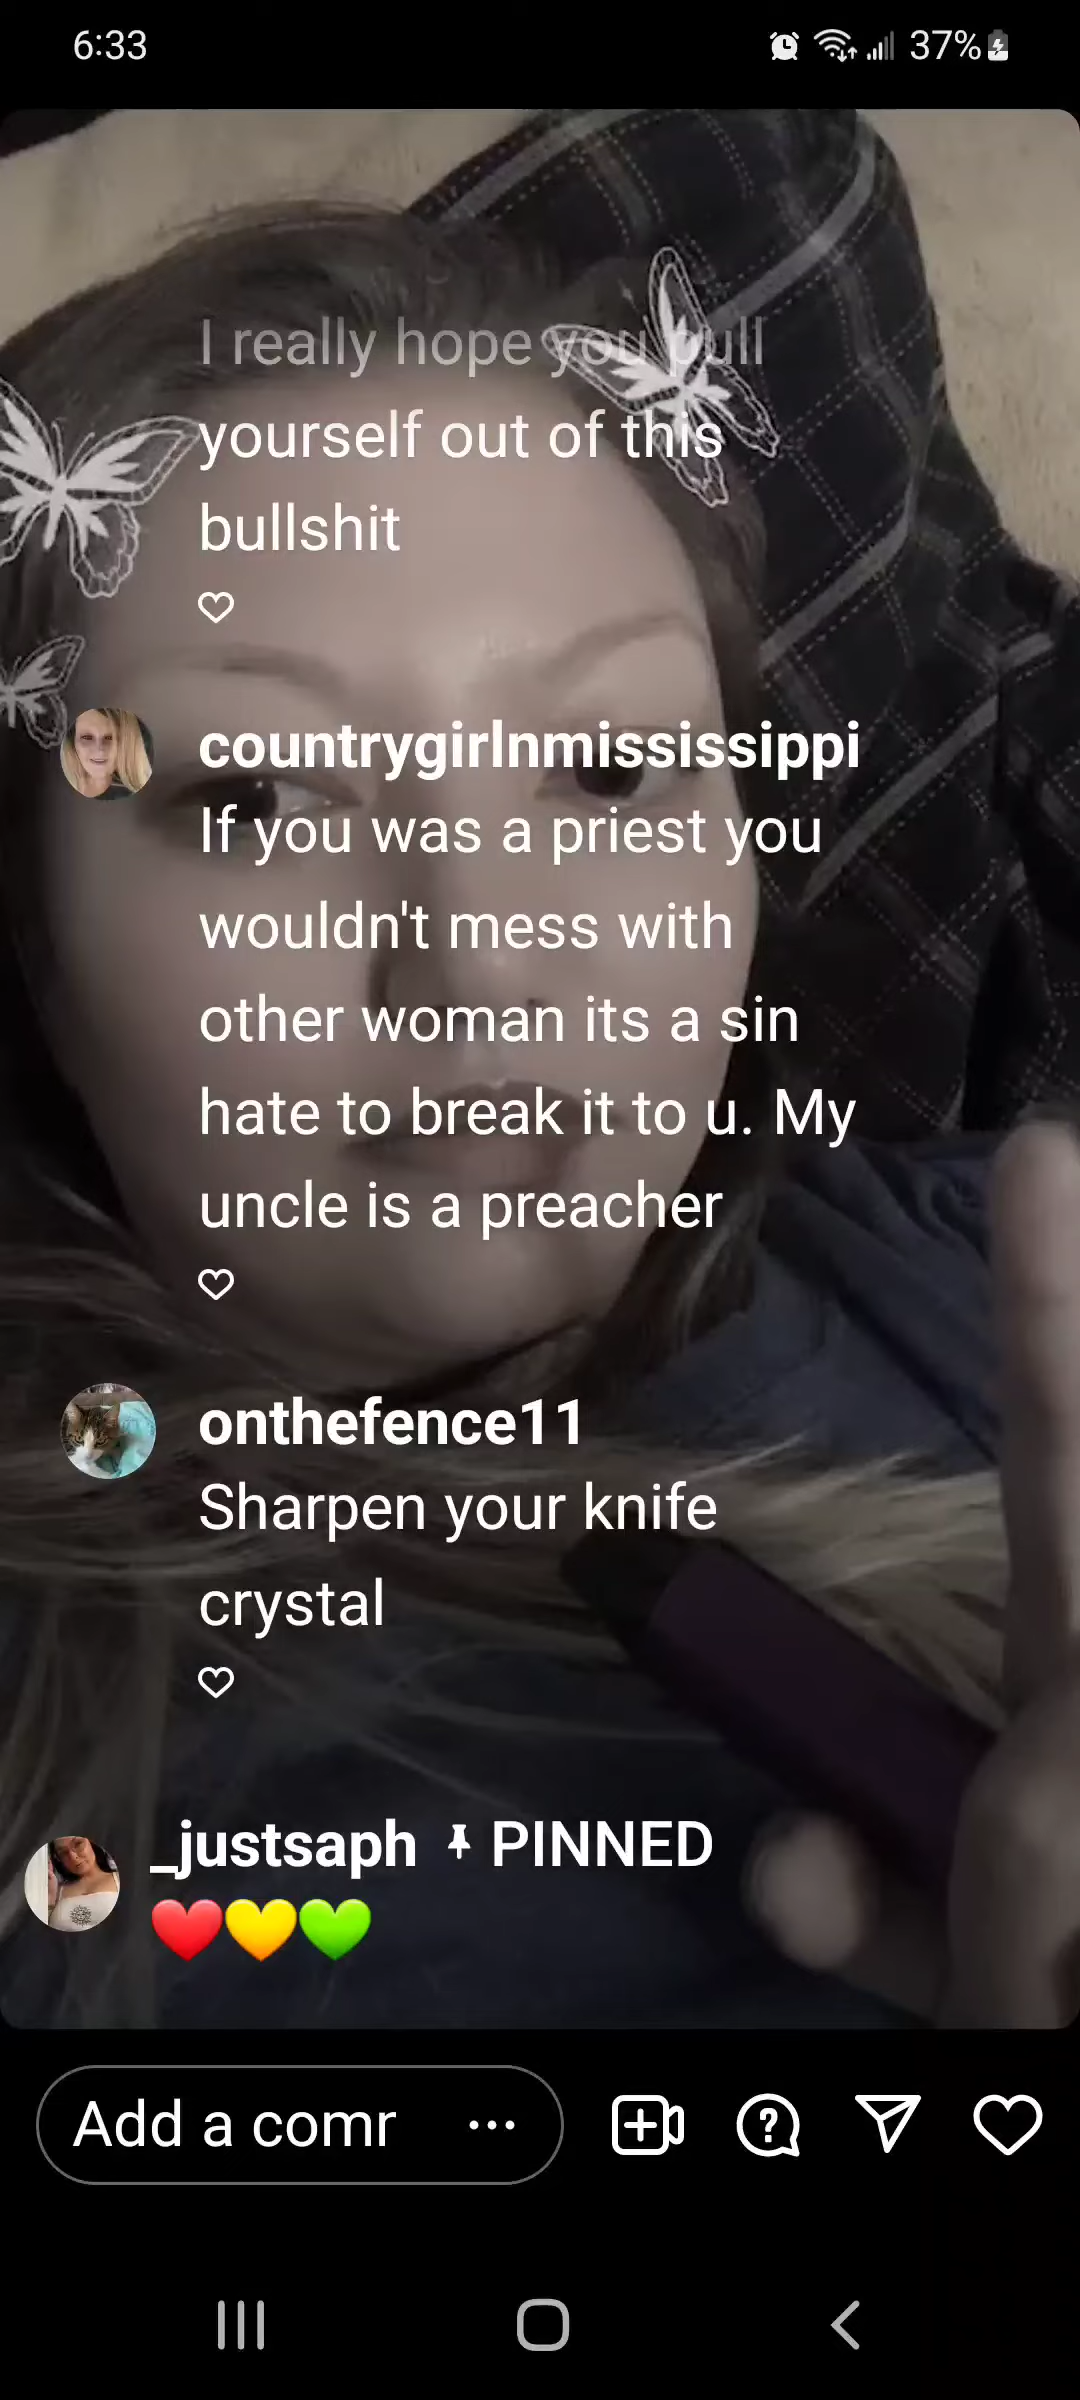 6:33
37%
I really hope you pull
yourself out of this
bullshit
countrygirlnmississippi
If you was a priest you
wouldn't mess with
other woman its a sin
hate to break it to u. My
uncle is a preacher
onthefence11
Sharpen your knife
crystal
_justsaph PINNED
Add a comr